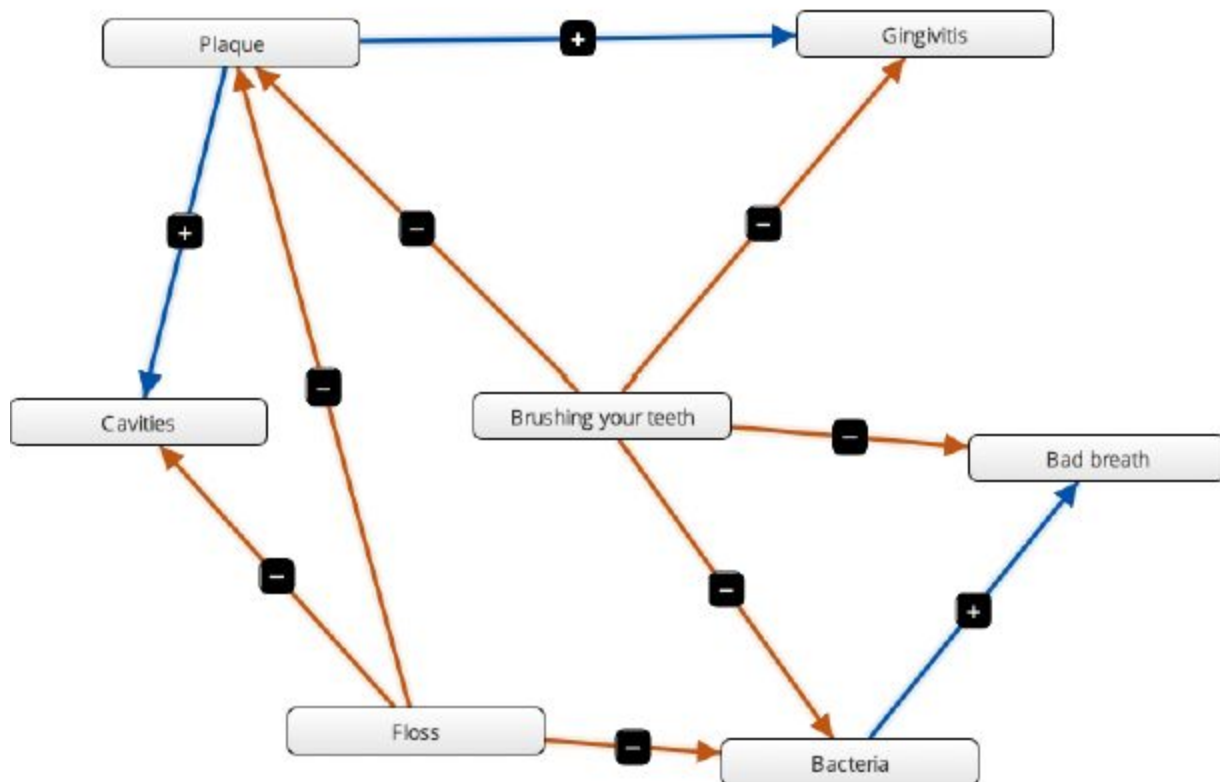 Plaque
+
Gingivitis
+
−
−
−
Cavities
Brushing your teeth
−
Bad breath
−
−
+
Floss
−
Bacteria